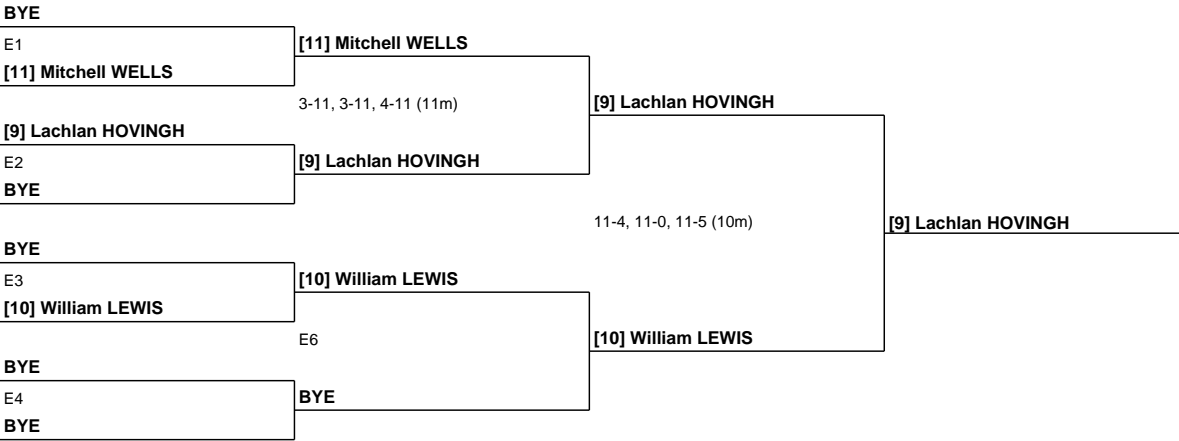 BYE
E1
[11] Mitchell WELLS
[11] Mitchell WELLS
3-11, 3-11, 4-11 (11m)
[9] Lachlan HOVINGH
[9] Lachlan HOVINGH
E2
[9] Lachlan HOVINGH
BYE
11-4, 11-0, 11-5 (10m)
[9] Lachlan HOVINGH
BYE
E3
[10] William LEWIS
[10] William LEWIS
E6
[10] William LEWIS
BYE
E4
BYE
BYE